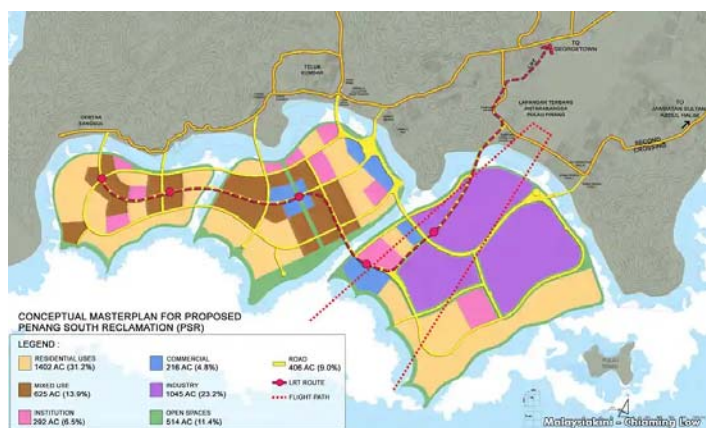 TO
GEORGETOWN
TELUK
KUMBAR
LAPANGAN TERBANG
ANTARABANGSA
PULAU PINANG
TO
JAMBATAN SULTAN
ABDUL HALIM
SECOND
CROSSING
CONCEPTUAL MASTERPLAN FOR PROPOSED
PENANG SOUTH RECLAMATION (PSR)
LEGEND :
RESIDENTIAL USES
1402 AC (31.2%)
COMMERCIAL
216 AC (4.8%)
ROAD
406 AC (9.0%)
MIXED USE
625 AC (13.9%)
INDUSTRY
1045 AC (23.2%)
LRT ROUTE
FLIGHT PATH
INSTITUTION
292 AC (6.5%)
OPEN SPACES
514 AC (11.4%)
Malaysiakini - Chiaming Low